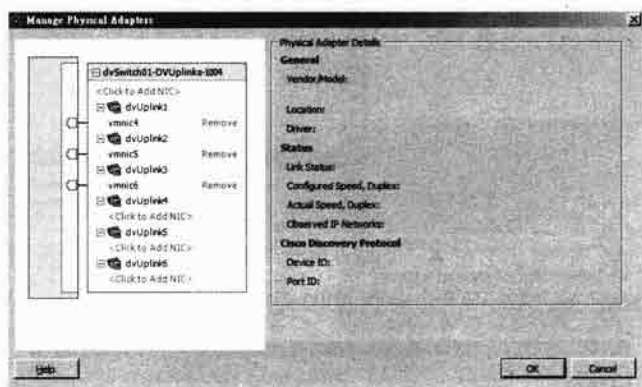 Manage Physical Adapters
dvSwitch01-DVUplinks-1004
<Click to Add NIC>
dvUplink1
vmnic4 Remove
dvUplink2
vmnic5 Remove
dvUplink3
vmnic6 Remove
dvUplink4
<Click to Add NIC>
dvUplink5
<Click to Add NIC>
dvUplink6
<Click to Add NIC>
Physical Adapter Details
General
Vendor/Model:
Location:
Driver:
Status
Link Status:
Configured Speed, Duplex:
Actual Speed, Duplex:
Observed IP Networks:
Cisco Discovery Protocol
Device ID:
Port ID:
Help
OK
Cancel